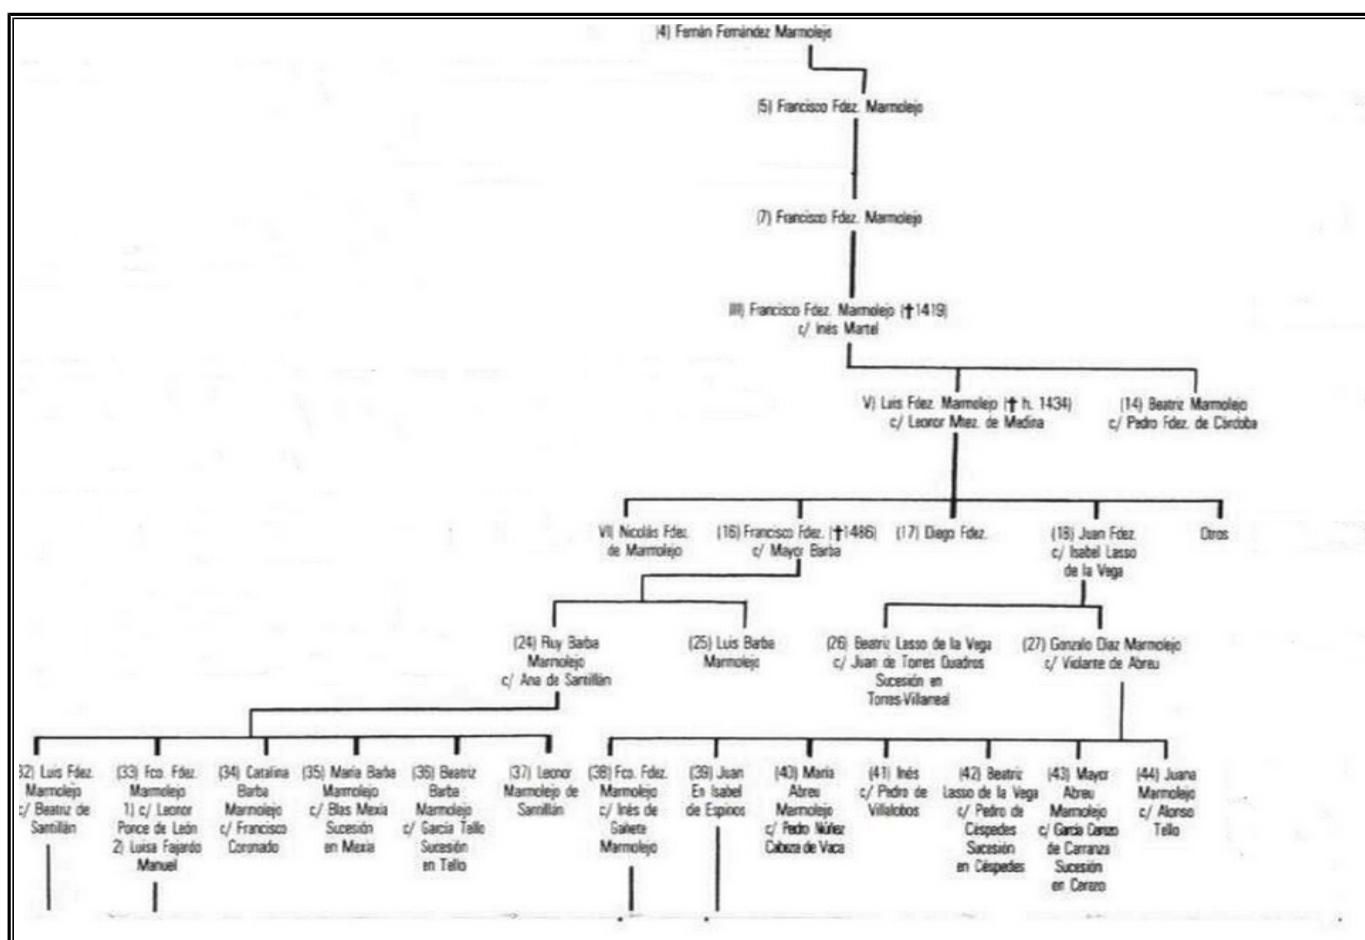 (4) Fernán Fernández Marmolejo
(5) Francisco Fdez. Marmolejo
(7) Francisco Fdez. Marmolejo
III) Francisco Fdez. Marmolejo (✝1419)
c/ Inés Martel
V) Luis Fdez. Marmolejo (✝ h. 1434)
c/ Leonor Mtez. de Medina
(14) Beatriz Marmolejo
c/ Pedro Fdez. de Córdoba
VII Nicolás Fdez.
de Marmolejo
(16) Francisco Fdez. (✝1486)
c/ Mayor Barba
(17) Diego Fdez.
(18) Juan Fdez.
c/ Isabel Lasso
de la Vega
Otros
(24) Ruy Barba
Marmolejo
c/ Ana de Santillán
(25) Luis Barba
Marmolejo
(26) Beatriz Lasso de la Vega
c/ Juan de Torres Quadros
Sucesión en
Torres-Villarreal
(27) Gonzalo Diaz Marmolejo
c/ Violante de Abreu
32) Luis Fdez.
Marmolejo
c/ Beatriz de
Santillán
(33) Fco. Fdez.
Marmolejo
1) c/ Leonor
Ponce de León
2) Luisa Fajardo
Manuel
(34) Catalina
Barba
Marmolejo
c/ Francisco
Coronado
(35) María Barba
Marmolejo
c/ Blas Mexia
Sucesión
en Mexia
(36) Beatriz
Barba
Marmolejo
c/ García Tello
Sucesión
en Tello
(37) Leonor
Marmolejo de
Santillán
(38) Fco. Fdez.
Marmolejo
c/ Inés de
Gallete
Marmolejo
(39) Juan
En Isabel
de Espinos
(40) María
Abreu
Marmolejo
c/ Pedro Núñez
Cabeza de Vaca
(41) Inés
c/ Pedro de
Villalobos
(42) Beatriz
Lasso de la Vega
c/ Pedro de
Céspedes
Sucesión
en Céspedes
(43) Mayor
Abreu
Marmolejo
c/ García Cerezo
de Carranza
Sucesión
en Cerezo
(44) Juana
Marmolejo
c/ Alonso
Tello